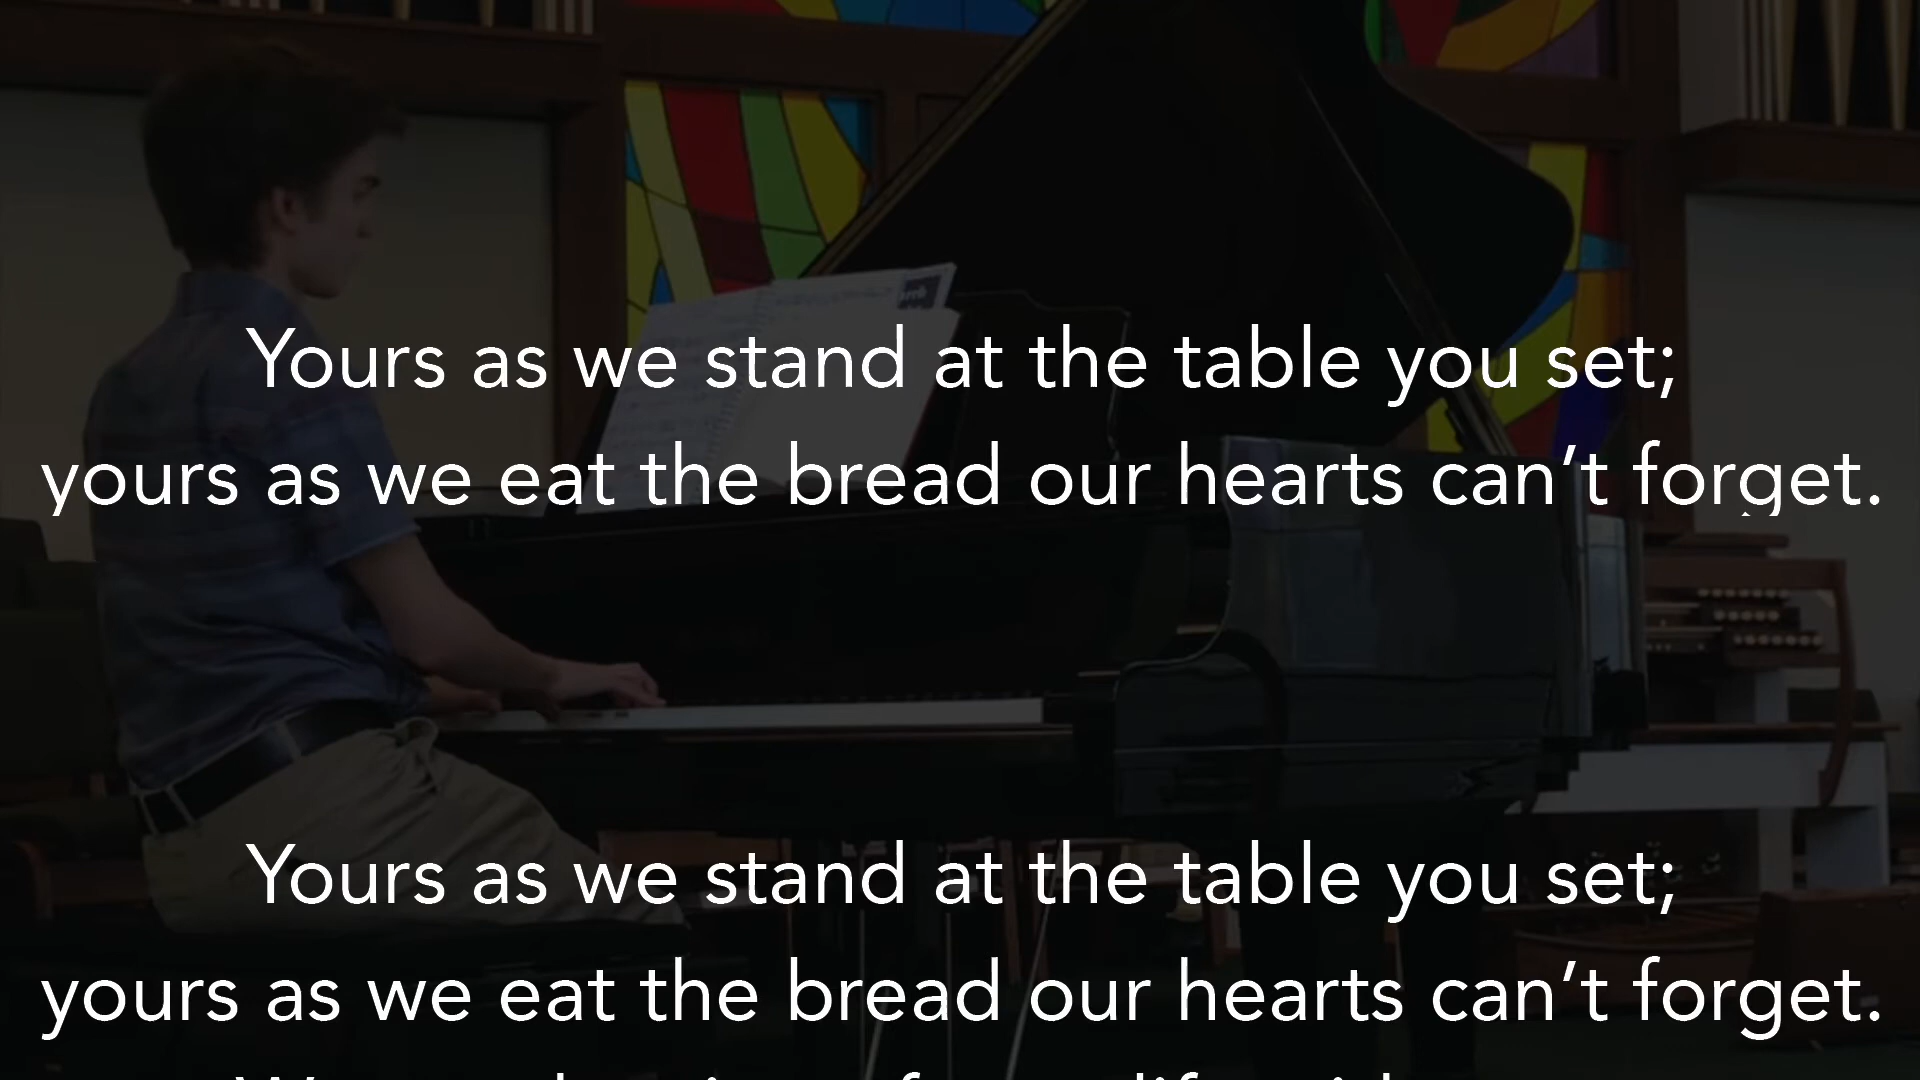 Yours as we stand at the table you set;
yours as we eat the bread our hearts can’t forget.
Yours as we stand at the table you set;
yours as we eat the bread our hearts can’t forget.